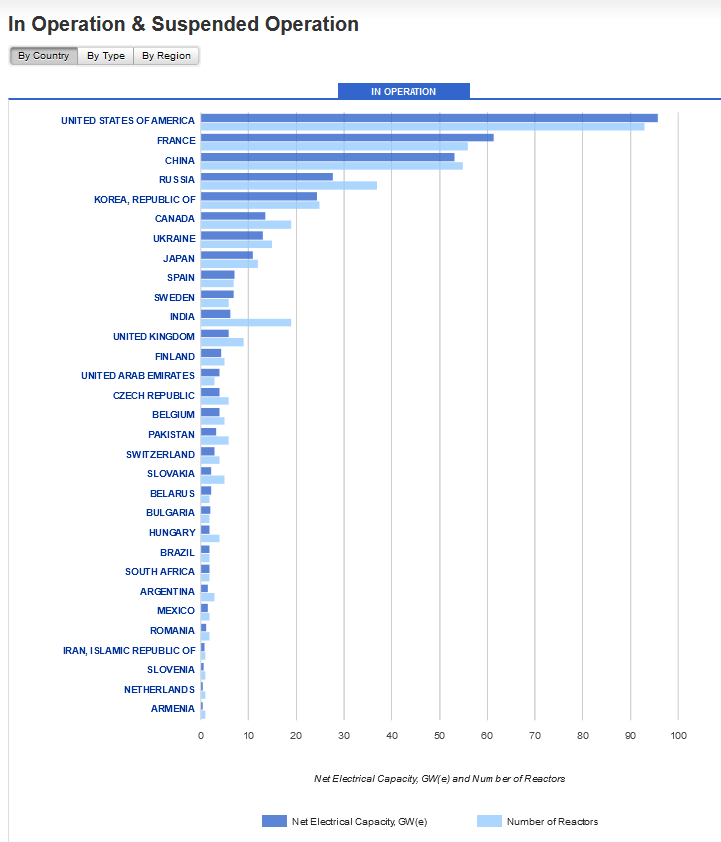 In Operation & Suspended Operation
By Country By Type By Region
IN OPERATION
UNITED STATES OF AMERICA
FRANCE
CHINA
RUSSIA
KOREA, REPUBLIC OF
CANADA
UKRAINE
JAPAN
SPAIN
SWEDEN
INDIA
UNITED KINGDOM
FINLAND
UNITED ARAB EMIRATES
CZECH REPUBLIC
BELGIUM
PAKISTAN
SWITZERLAND
SLOVAKIA
BELARUS
BULGARIA
HUNGARY
BRAZIL
SOUTH AFRICA
ARGENTINA
MEXICO
ROMANIA
IRAN, ISLAMIC REPUBLIC OF
SLOVENIA
NETHERLANDS
ARMENIA
0 10 20 30 40 50 60 70 80 90 100
Net Electrical Capacity, GW(e) and Number of Reactors
Net Electrical Capacity, GW(e) Number of Reactors